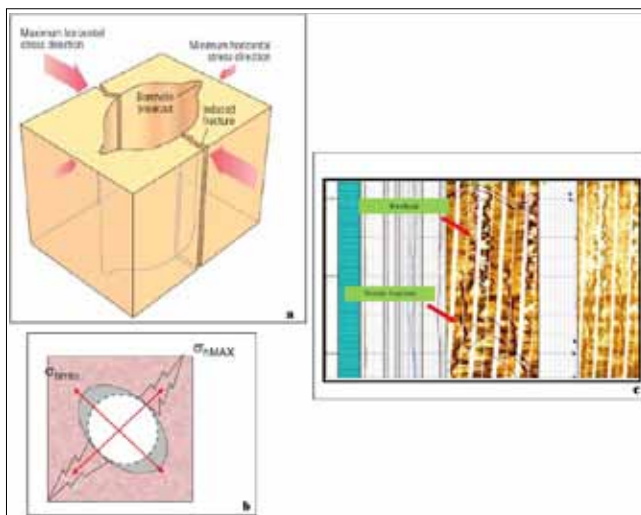 Maximum horizontal
stress direction
Minimum horizontal
stress direction
Borehole
breakout
Induced
fracture
a
σhMAX
σhmin
b
Breakout
c